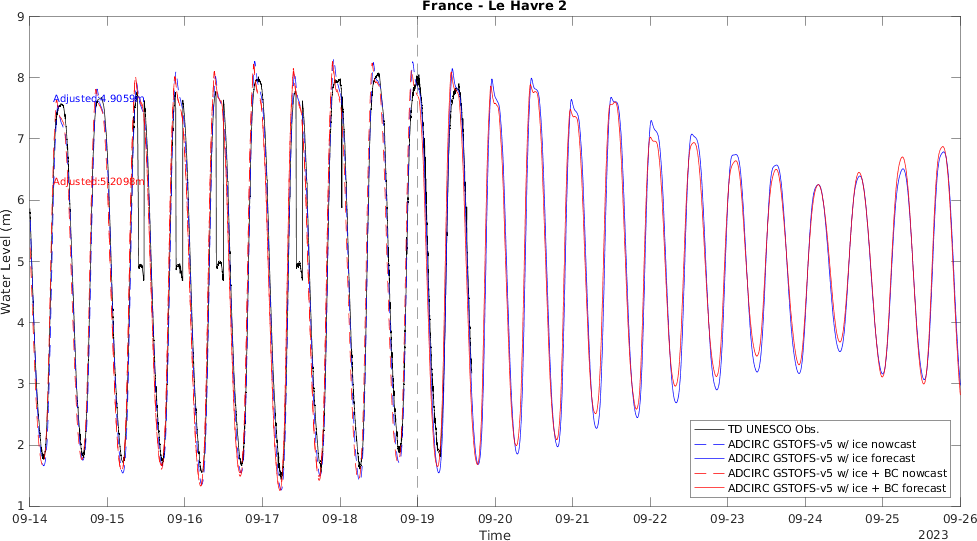 France - Le Havre 2
9
8
7
6
5
4
3
2
1
Water Level (m)
Adjusted:4.9059m
Adjusted:5.2098m
TD UNESCO Obs.
ADCIRC GSTOFS-v5 w/ ice nowcast
ADCIRC GSTOFS-v5 w/ ice forecast
ADCIRC GSTOFS-v5 w/ ice + BC nowcast
ADCIRC GSTOFS-v5 w/ ice + BC forecast
09-14 09-15 09-16 09-17 09-18 09-19 09-20 09-21 09-22 09-23 09-24 09-25 09-26
Time
2023